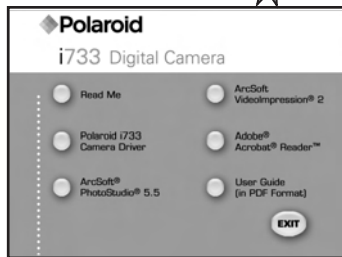 Polaroid
i733 Digital Camera
Read Me
Polaroid i733
Camera Driver
ArcSoft®
PhotoStudio® 5.5
ArcSoft
VideoImpression® 2
Adobe®
Acrobat® Reader™
User Guide
(in PDF Format)
EXIT